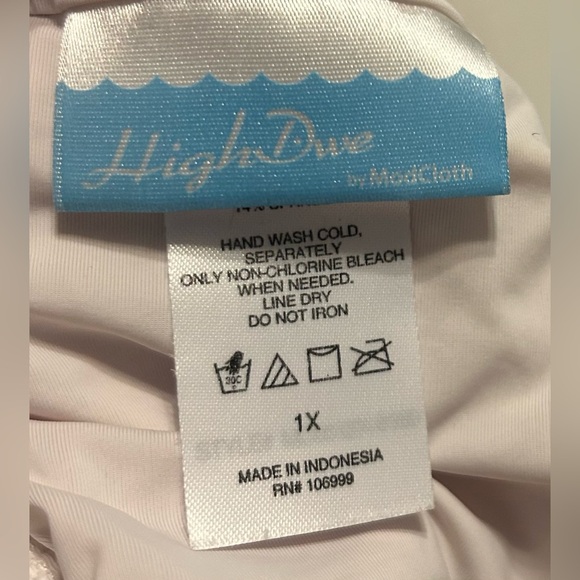 High Dive
by ModCloth
14%
HAND WASH COLD,
SEPARATELY
ONLY NON-CHLORINE BLEACH
WHEN NEEDED.
LINE DRY
DO NOT IRON
30C
1X
MADE IN INDONESIA
RN# 106999